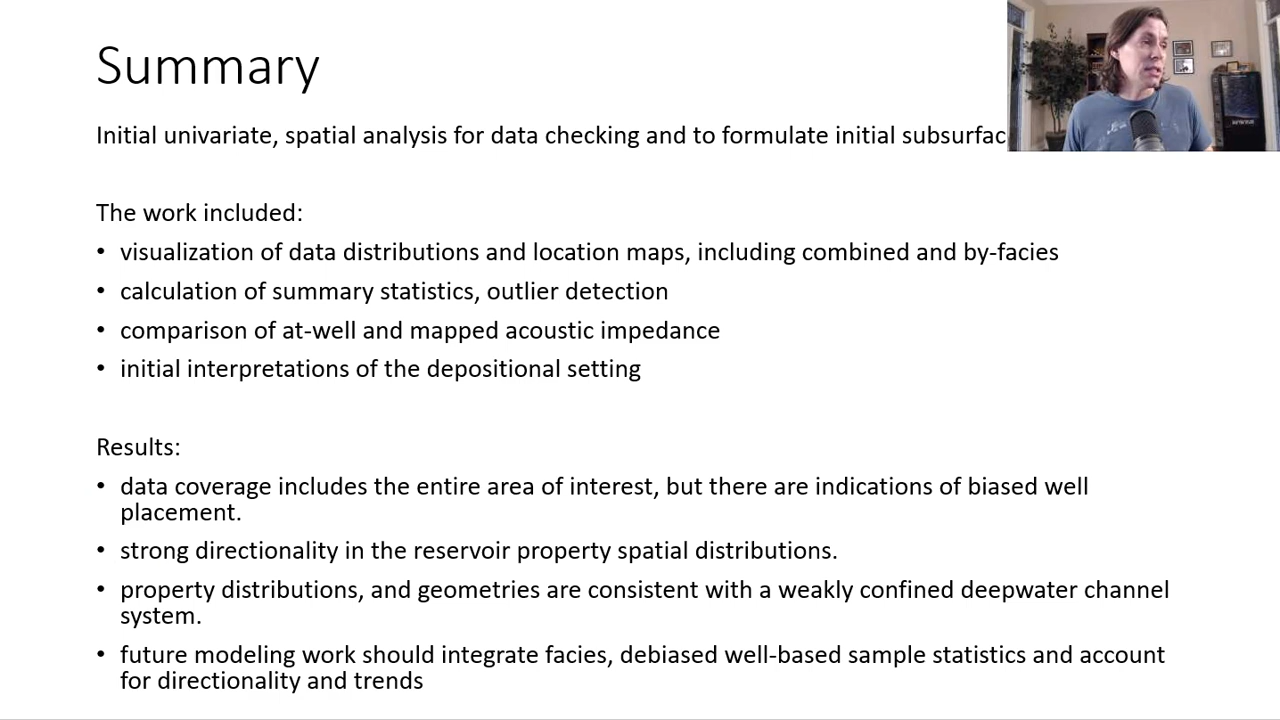 Summary
Initial univariate, spatial analysis for data checking and to formulate initial
The work included:
• visualization of data distributions and location maps, including combined and by-facies
• calculation of summary statistics, outlier detection
• comparison of at-well and mapped acoustic impedance
• initial interpretations of the depositional setting
Results:
• data coverage includes the entire area of interest, but there are indications of biased well
placement.
• strong directionality in the reservoir property spatial distributions.
• property distributions, and geometries are consistent with a weakly confined deepwater channel
system.
• future modeling work should integrate facies, debiased well-based sample statistics and account
for directionality and trends